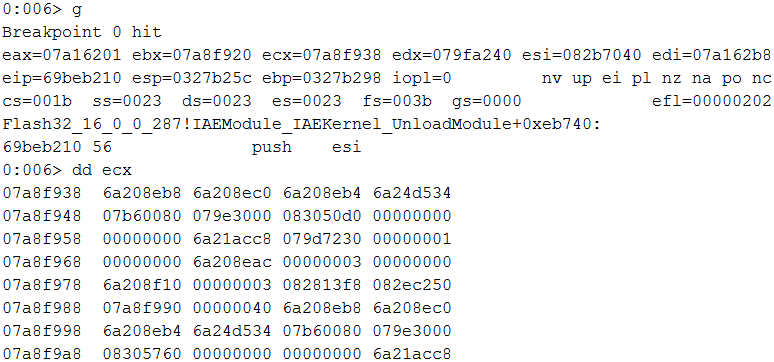 0:006> g
Breakpoint 0 hit
eax=07a16201 ebx=07a8f920 ecx=07a8f938 edx=079fa240 esi=082b7040 edi=07a162b8
eip=69beb210 esp=0327b25c ebp=0327b298 iopl=0         nv up ei pl nz na po nc
cs=001b  ss=0023  ds=0023  es=0023  fs=003b  gs=0000             efl=00000202
Flash32_16_0_0_287!IAEModule_IAEKernel_UnloadModule+0xeb740:
69beb210 56              push    esi
0:006> dd ecx
07a8f938  6a208eb8 6a208ec0 6a208eb4 6a24d534
07a8f948  07b60080 079e3000 083050d0 00000000
07a8f958  00000000 6a21acc8 079d7230 00000001
07a8f968  00000000 6a208eac 00000003 00000000
07a8f978  6a208f10 00000003 082813f8 082ec250
07a8f988  07a8f990 00000040 6a208eb8 6a208ec0
07a8f998  6a208eb4 6a24d534 07b60080 079e3000
07a8f9a8  08305760 00000000 00000000 6a21acc8